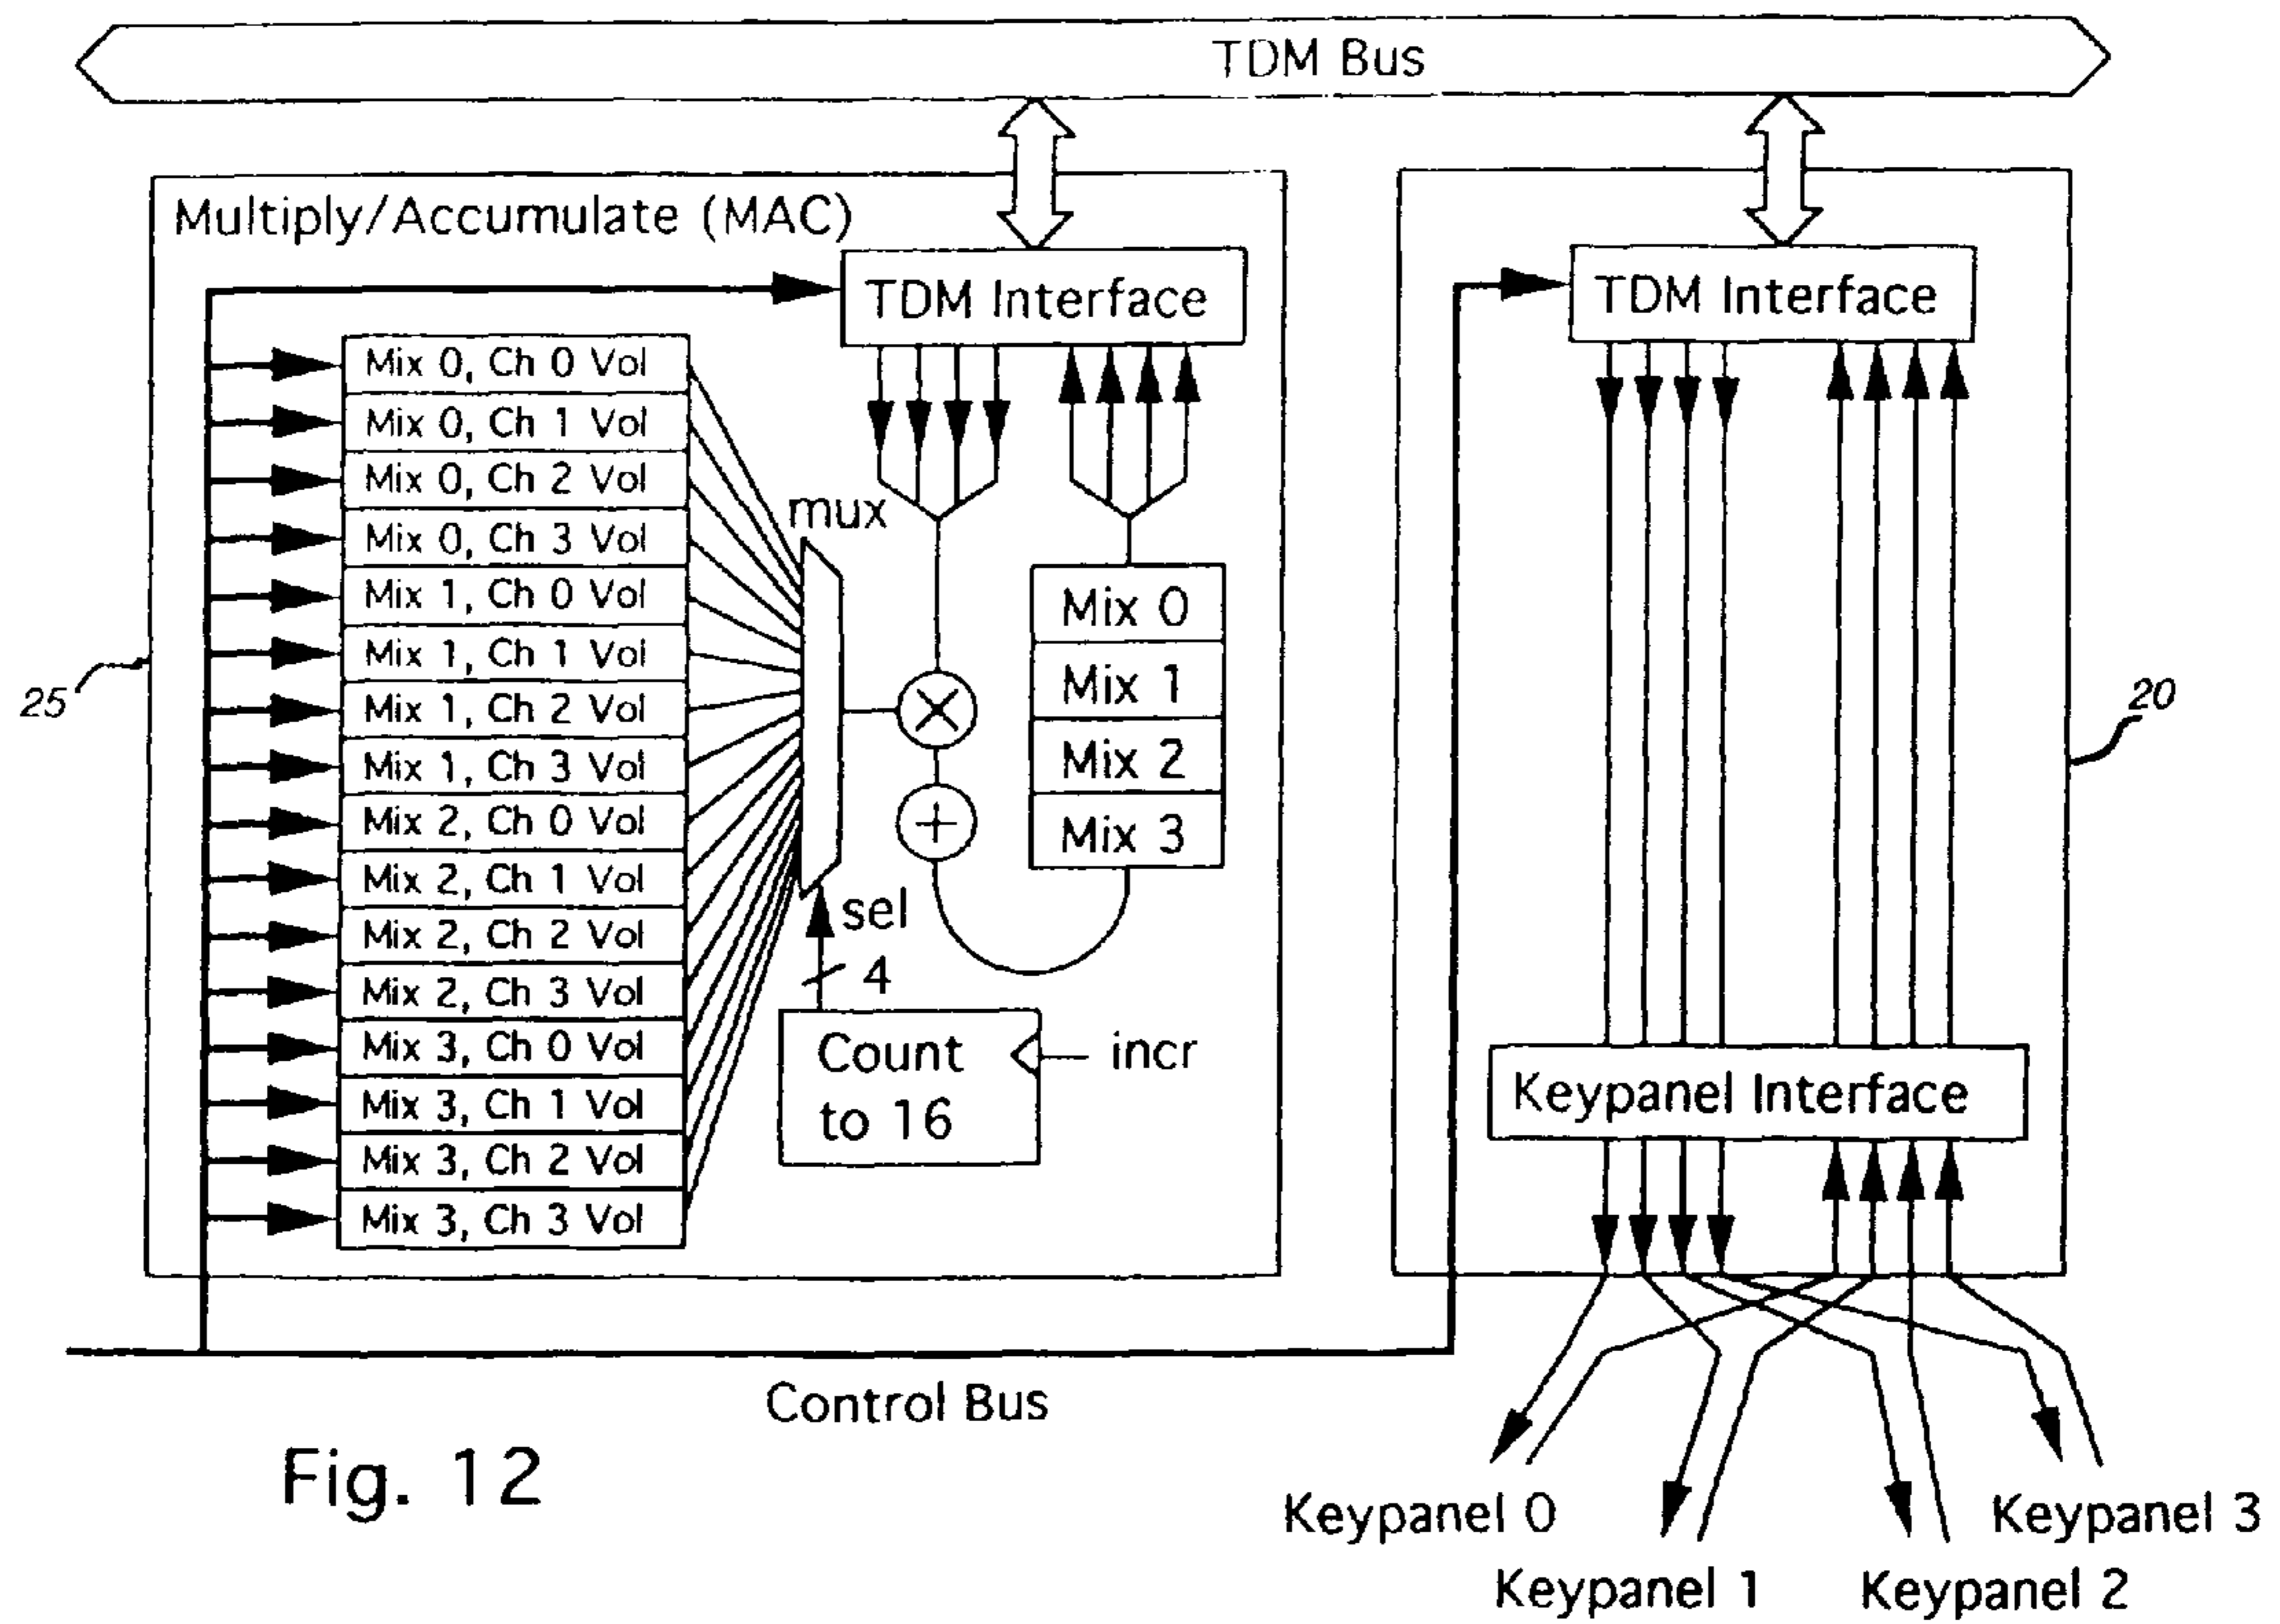 TDM Bus
Multiply/Accumulate (MAC)
TDM Interface
TDM Interface
Mix 0, Ch 0 Vol
Mix 0, Ch 1 Vol
Mix 0, Ch 2 Vol
Mix 0, Ch 3 Vol
Mix 1, Ch 0 Vol
Mix 1, Ch 1 Vol
Mix 1, Ch 2 Vol
Mix 1, Ch 3 Vol
Mix 2, Ch 0 Vol
Mix 2, Ch 1 Vol
Mix 2, Ch 2 Vol
Mix 2, Ch 3 Vol
Mix 3, Ch 0 Vol
Mix 3, Ch 1 Vol
Mix 3, Ch 2 Vol
Mix 3, Ch 3 Vol
mux
Mix 0
Mix 1
Mix 2
Mix 3
25
20
sel
4
Count
to 16
incr
Keypanel Interface
Control Bus
Fig. 12
Keypanel 0
Keypanel 1
Keypanel 2
Keypanel 3